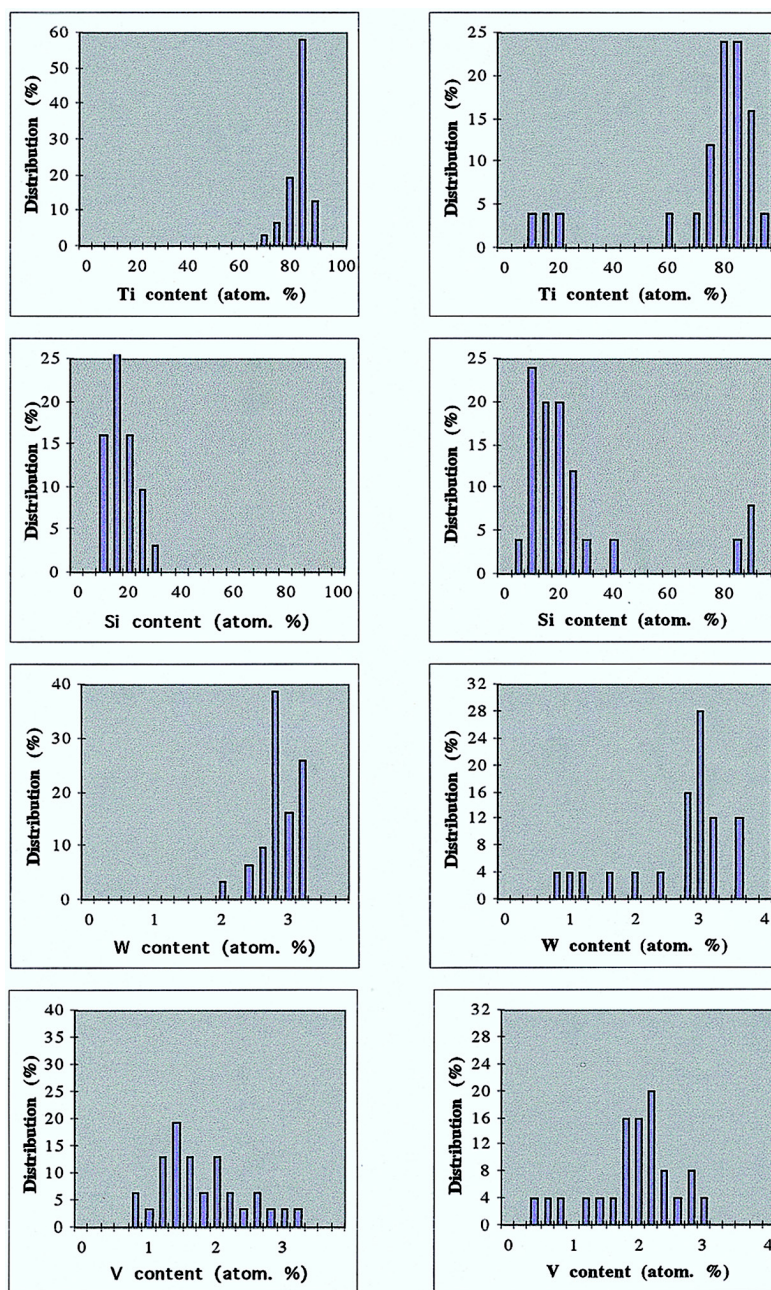 Distribution (%)
60
50
40
30
20
10
0
0 20 40 60 80 100
Ti content (atom. %)
Distribution (%)
25
20
15
10
5
0
0 20 40 60 80
Ti content (atom. %)
Distribution (%)
25
20
15
10
5
0
0 20 40 60 80 100
Si content (atom. %)
Distribution (%)
25
20
15
10
5
0
0 20 40 60 80
Si content (atom. %)
Distribution (%)
40
30
20
10
0
0 1 2 3
W content (atom. %)
Distribution (%)
32
28
24
20
16
12
8
4
0
0 1 2 3 4
W content (atom. %)
Distribution (%)
40
35
30
25
20
15
10
5
0
0 1 2 3
V content (atom. %)
Distribution (%)
32
28
24
20
16
12
8
4
0
0 1 2 3 4
V content (atom. %)